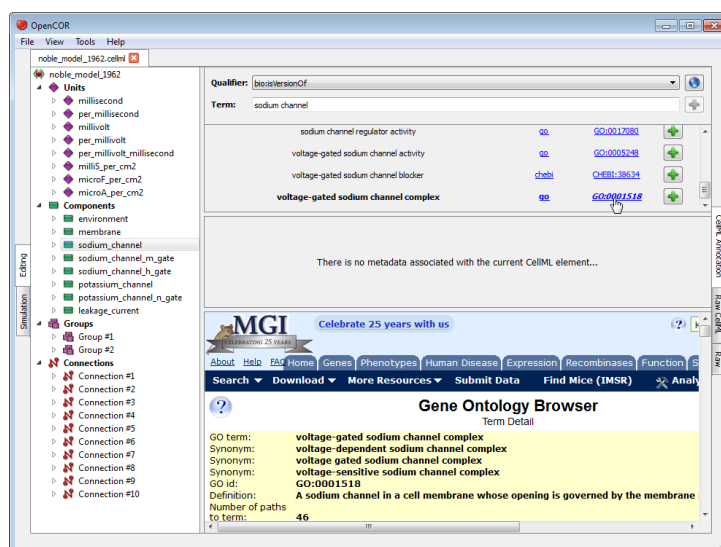 OpenCOR
File View Tools Help
noble_model_1962.cellml
noble_model_1962
Units
millisecond
per_millisecond
millivolt
per_millivolt
per_millivolt_millisecond
milliS_per_cm2
microF_per_cm2
microA_per_cm2
Components
environment
membrane
sodium_channel
sodium_channel_m_gate
sodium_channel_h_gate
potassium_channel
potassium_channel_n_gate
leakage_current
Groups
Group #1
Group #2
Connections
Connection #1
Connection #2
Connection #3
Connection #4
Connection #5
Connection #6
Connection #7
Connection #8
Connection #9
Connection #10
Editing
Simulation
Qualifier: bio:isVersionOf
Term: sodium channel
sodium channel regulator activity go GO:0017080
voltage-gated sodium channel activity go GO:0005248
voltage-gated sodium channel blocker chebi CHEBI:38634
voltage-gated sodium channel complex go GO:0001518
There is no metadata associated with the current CellML element...
CellML Annotation
Raw CellML
Raw
MGI
CELEBRATING 25 YEARS
Celebrate 25 years with us
?
About Help FAQ
Home Genes Phenotypes Human Disease Expression Recombinases Function S
Search Download More Resources Submit Data Find Mice (IMSR) Analy
?
Gene Ontology Browser
Term Detail
GO term: voltage-gated sodium channel complex
Synonym: voltage-dependent sodium channel complex
Synonym: voltage gated sodium channel complex
Synonym: voltage-sensitive sodium channel complex
GO id: GO:0001518
Definition: A sodium channel in a cell membrane whose opening is governed by the membrane
Number of paths
to term: 46